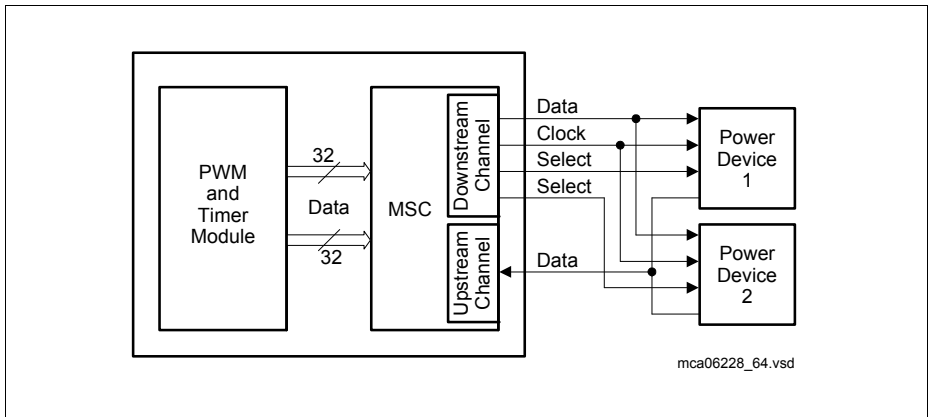 PWM
and
Timer
Module
32
Data
32
MSC
Downstream
Channel
Upstream
Channel
Data
Clock
Select
Select
Data
Power
Device
1
Power
Device
2
mca06228_64.vsd